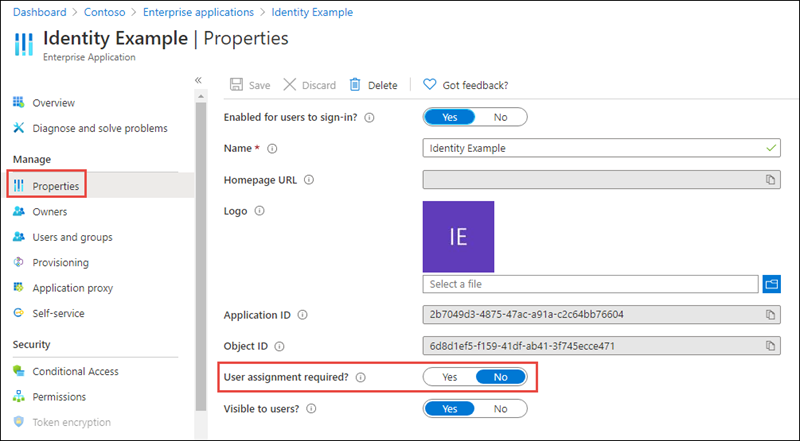 Dashboard > Contoso > Enterprise applications > Identity Example
Identity Example | Properties
Enterprise Application
«
Save Discard Delete Got feedback?
Overview
Diagnose and solve problems
Manage
Properties
Owners
Users and groups
Provisioning
Application proxy
Self-service
Security
Conditional Access
Permissions
Token encryption
Enabled for users to sign-in? Yes No
Name * Identity Example
Homepage URL
Logo
IE
Select a file
Application ID 2b7049d3-4875-47ac-a91a-c2c64bb76604
Object ID 6d8d1ef5-f159-41df-ab41-3f745ecce471
User assignment required? Yes No
Visible to users? Yes No